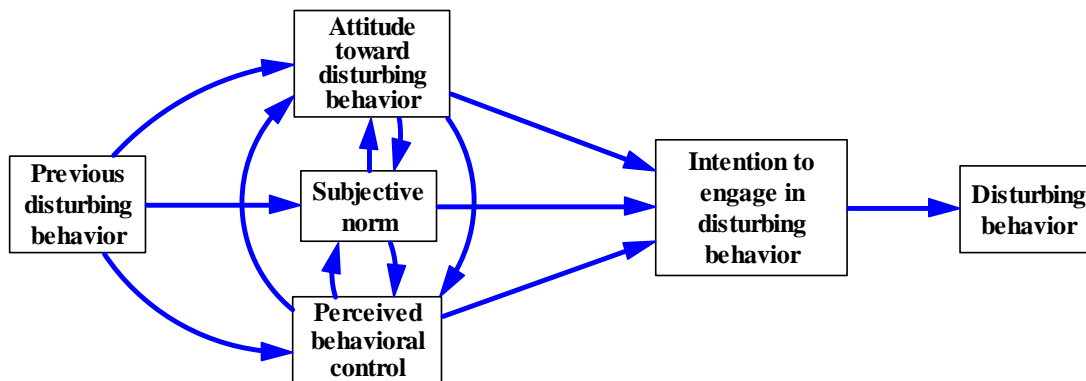 Attitude
toward
disturbing
behavior
Previous
disturbing
behavior
Subjective
norm
Perceived
behavioral
control
Intention to
engage in
disturbing
behavior
Disturbing
behavior